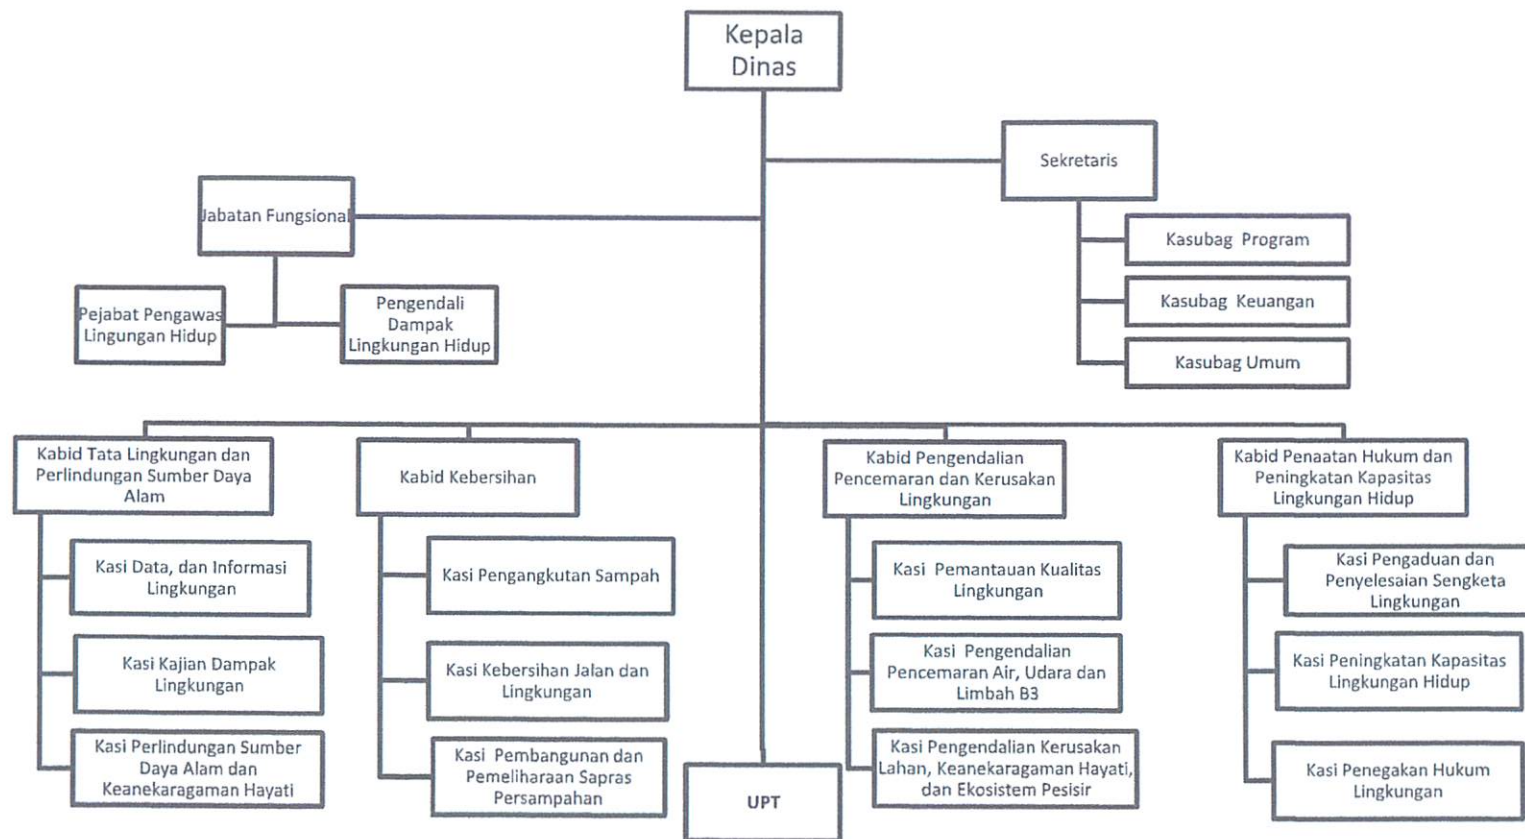 Kepala
Dinas
Sekretaris
Jabatan Fungsional
Kasubag Program
Pejabat Pengawas
Lingungan Hidup
Pengendali
Dampak
Lingkungan Hidup
Kasubag Keuangan
Kasubag Umum
Kabid Tata Lingkungan dan
Perlindungan Sumber Daya
Alam
Kabid Kebersihan
Kabid Pengendalian
Pencemaran dan Kerusakan
Lingkungan
Kabid Penaatan Hukum dan
Peningkatan Kapasitas
Lingkungan Hidup
Kasi Data, dan Informasi
Lingkungan
Kasi Pengangkutan Sampah
Kasi Pemantauan Kualitas
Lingkungan
Kasi Pengaduan dan
Penyelesaian Sengketa
Lingkungan
Kasi Kajian Dampak
Lingkungan
Kasi Kebersihan Jalan dan
Lingkungan
Kasi Pengendalian
Pencemaran Air, Udara dan
Limbah B3
Kasi Peningkatan Kapasitas
Lingkungan Hidup
Kasi Perlindungan Sumber
Daya Alam dan
Keanekaragaman Hayati
Kasi Pembangunan dan
Pemeliharaan Sapras
Persampahan
UPT
Kasi Pengendalian Kerusakan
Lahan, Keanekaragaman Hayati,
dan Ekosistem Pesisir
Kasi Penegakan Hukum
Lingkungan